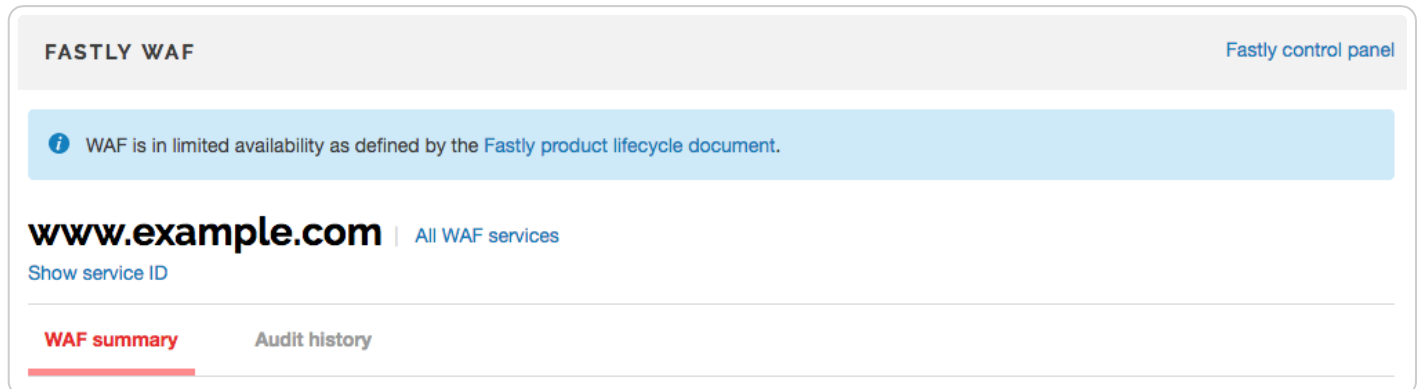 FASTLY WAF Fastly control panel
WAF is in limited availability as defined by the Fastly product lifecycle document.
www.example.com | All WAF services
Show service ID
WAF summary Audit history